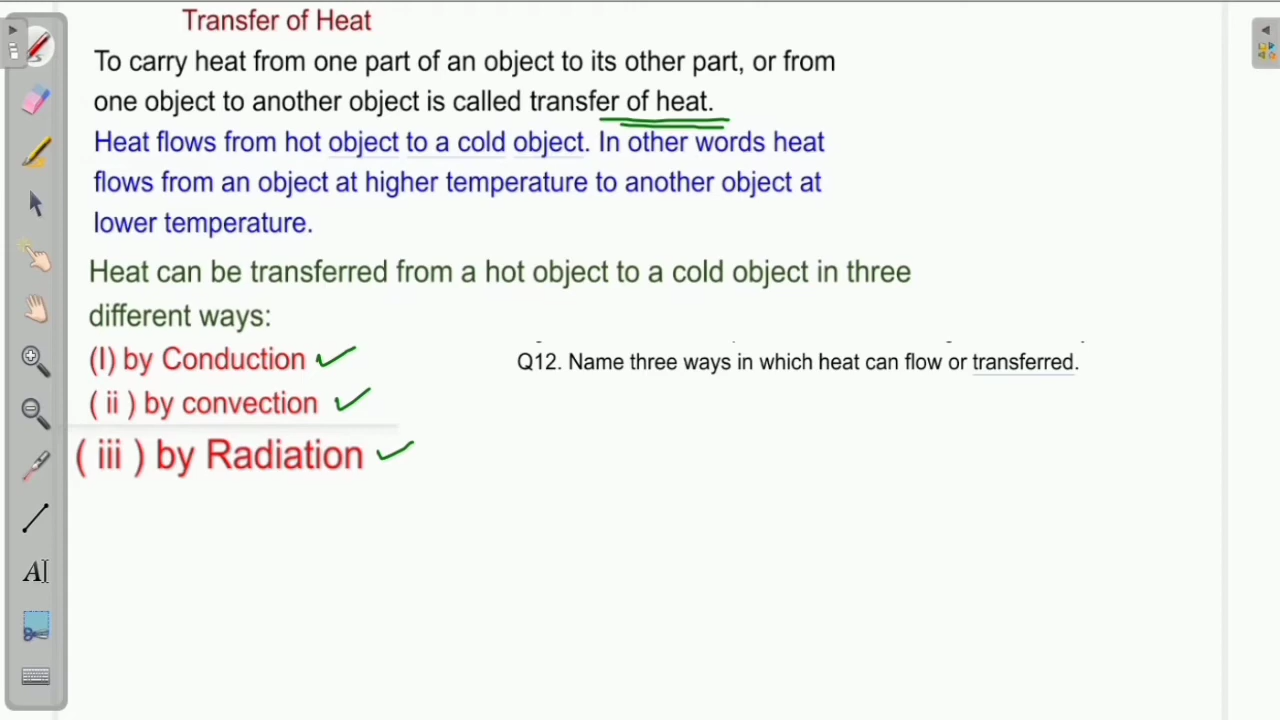 Transfer of Heat
To carry heat from one part of an object to its other part, or from
one object to another object is called transfer of heat.
Heat flows from hot object to a cold object. In other words heat
flows from an object at higher temperature to another object at
lower temperature.
Heat can be transferred from a hot object to a cold object in three
different ways:
(I) by Conduction
( ii ) by convection
( iii ) by Radiation
Q12. Name three ways in which heat can flow or transferred.